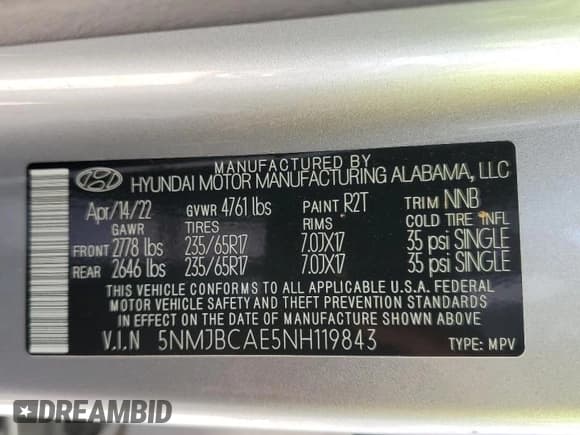 MANUFACTURED BY
HYUNDAI MOTOR MANUFACTURING ALABAMA, LLC
Apr/14/22 GVWR 4761 lbs PAINT R2T TRIM NNB
GAWR TIRES RIMS COLD TIRE INFL
FRONT 2778 lbs 235/65R17 7.0JX17 35 psi SINGLE
REAR 2646 lbs 235/65R17 7.0JX17 35 psi SINGLE
THIS VEHICLE CONFORMS TO ALL APPLICABLE U.S.A. FEDERAL
MOTOR VEHICLE SAFETY AND THEFT PREVENTION STANDARDS
IN EFFECT ON THE DATE OF MANUFACTURE SHOWN ABOVE
V.I.N 5NMJBCAE5NH119843 TYPE: MPV
DREAMBID